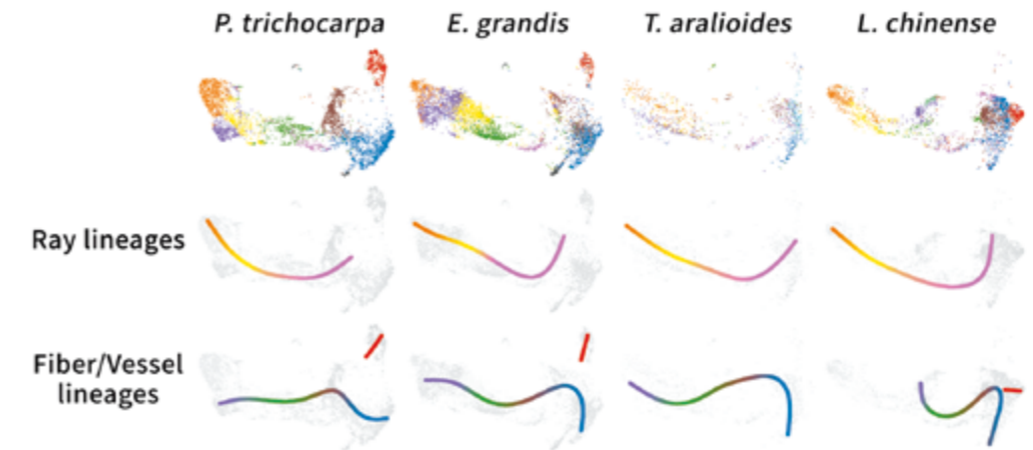 P. trichocarpa E. grandis T. aralioides L. chinense
Ray lineages
Fiber/Vessel
lineages